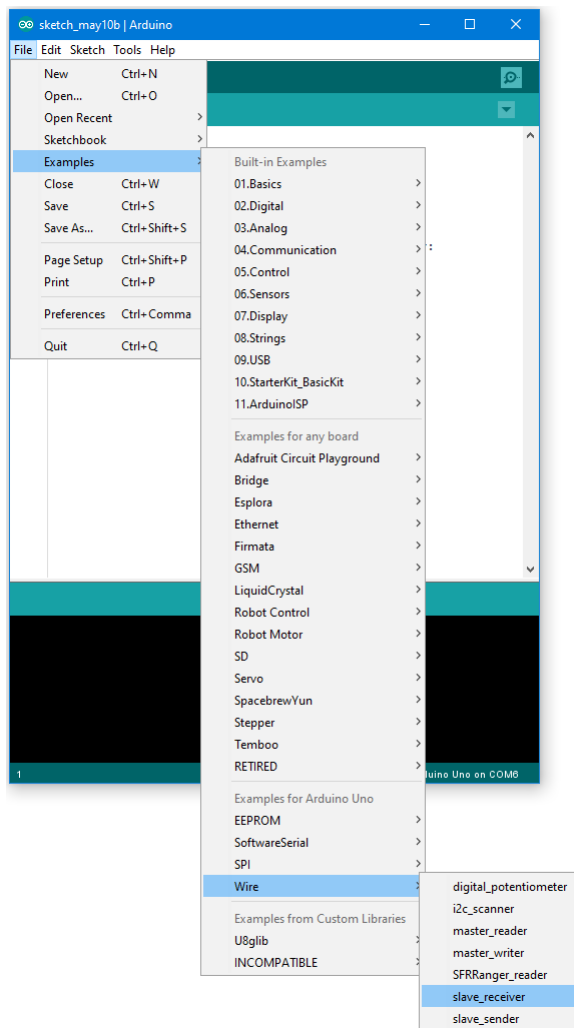 sketch_may10b | Arduino
File Edit Sketch Tools Help
New Ctrl+N
Open... Ctrl+O
Open Recent
Sketchbook
Examples
Close Ctrl+W
Save Ctrl+S
Save As... Ctrl+Shift+S
Page Setup Ctrl+Shift+P
Print Ctrl+P
Preferences Ctrl+Comma
Quit Ctrl+Q
Built-in Examples
01.Basics
02.Digital
03.Analog
04.Communication
05.Control
06.Sensors
07.Display
08.Strings
09.USB
10.StarterKit_BasicKit
11.ArduinoISP
Examples for any board
Adafruit Circuit Playground
Bridge
Esplora
Ethernet
Firmata
GSM
LiquidCrystal
Robot Control
Robot Motor
SD
Servo
SpacebrewYun
Stepper
Temboo
RETIRED
Examples for Arduino Uno
EEPROM
SoftwareSerial
SPI
Wire
Examples from Custom Libraries
U8glib
INCOMPATIBLE
digital_potentiometer
i2c_scanner
master_reader
master_writer
SFRRanger_reader
slave_receiver
slave_sender
1 Uno on COM6